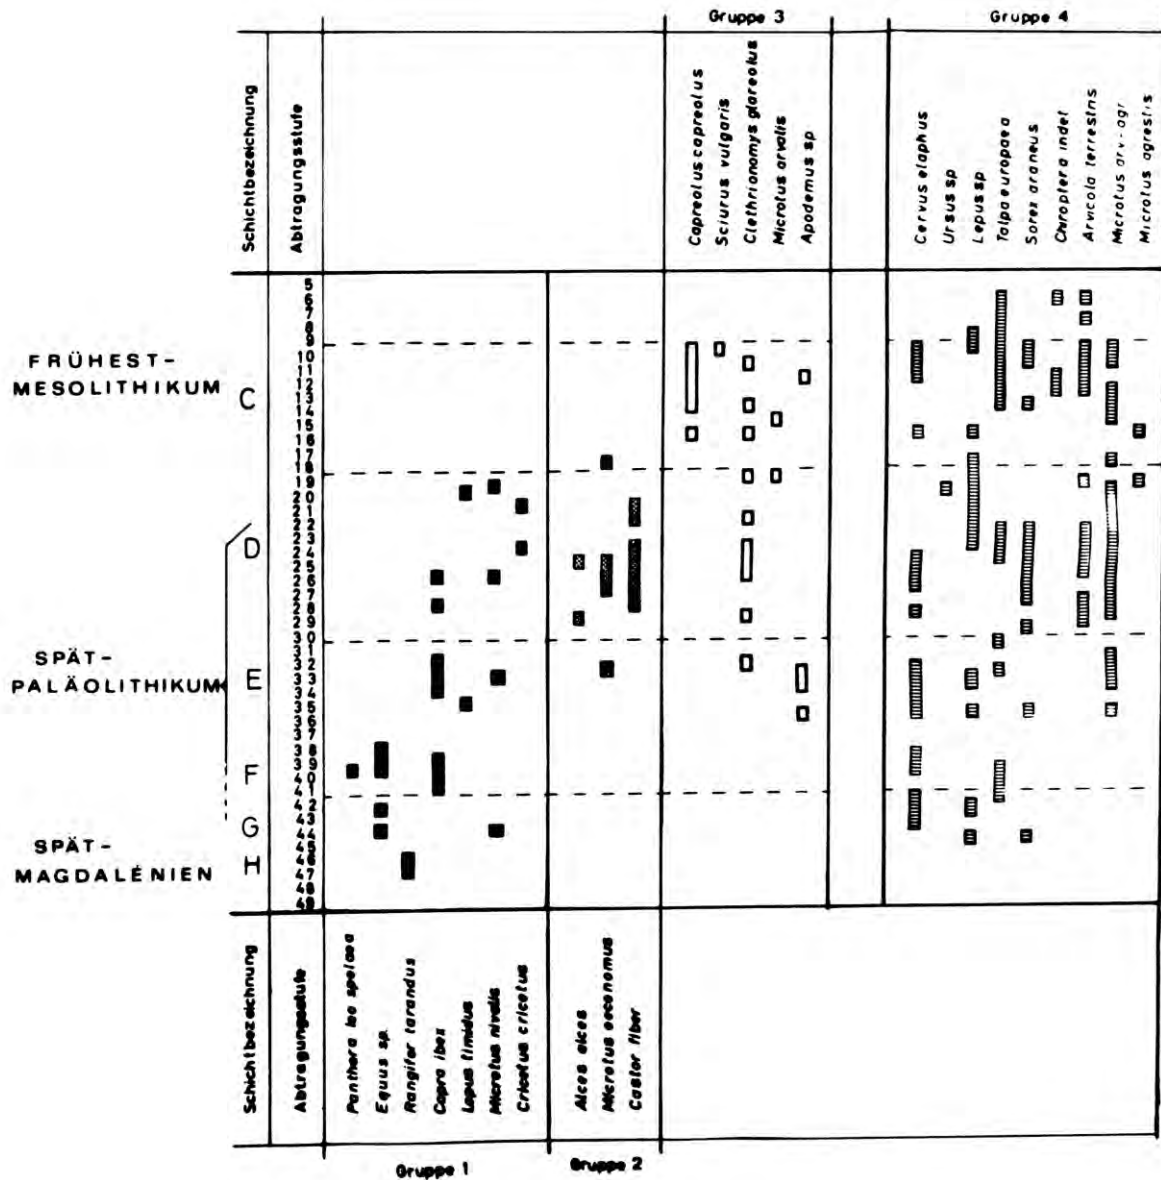 Gruppe 3
Gruppe 4
Schichtbezeichnung
Abtragungsstufe
Capreolus capreolus
Sciurus vulgaris
Clethrionomys glareolus
Microtus arvalis
Apodemus sp
Cervus elaphus
Ursus sp
Lepus sp.
Talpa europaea
Sorex araneus
Chiroptera indet
Arvicola terrestris
Microtus arv.-agr.
Microtus agrestis
5
6
7
8
9
10
11
12
13
14
15
16
17
18
19
20
21
22
23
24
25
26
27
28
29
30
31
32
33
34
35
36
37
38
39
40
41
42
43
44
45
46
47
48
49
FRÜHEST-
MESOLITHIKUM
C
D
SPÄT-
PALÄOLITHIKUM
E
F
G
SPÄT-
MAGDALÉNIEN
H
Schichtbezeichnung
Abtragungsstufe
Panthera leo spelaea
Equus sp.
Rangifer tarandus
Capra ibex
Lepus timidus
Microtus nivalis
Cricetus cricetus
Alces alces
Microtus oeconomus
Castor fiber
Gruppe 1
Gruppe 2